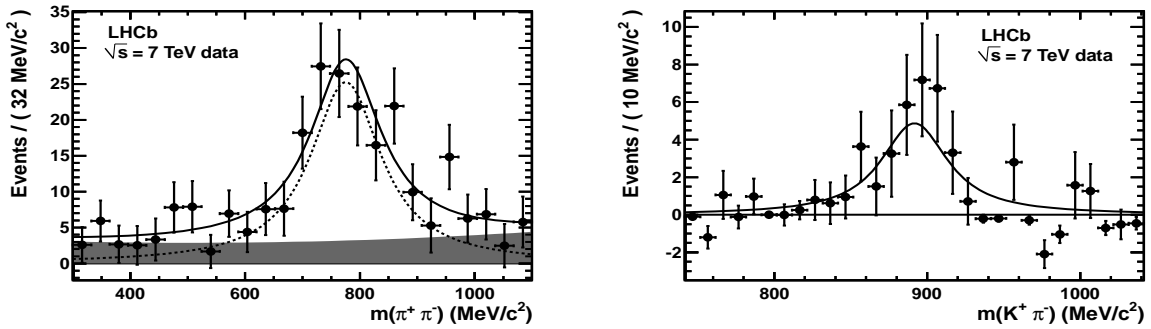 Events / ( 32 MeV/c²)
35
30
25
20
15
10
5
0
LHCb
√s = 7 TeV data
400
600
800
1000
m(π⁺ π⁻) (MeV/c²)
Events / ( 10 MeV/c²)
10
8
6
4
2
0
-2
LHCb
√s = 7 TeV data
800
900
1000
m(K⁺ π⁻) (MeV/c²)